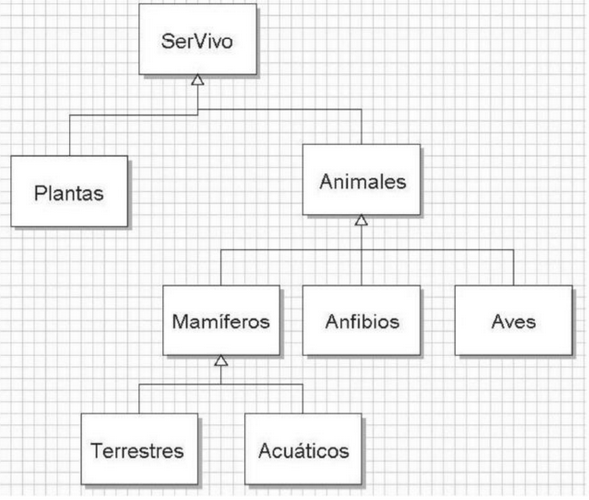 SerVivo
Plantas
Animales
Mamíferos
Anfibios
Aves
Terrestres
Acuáticos